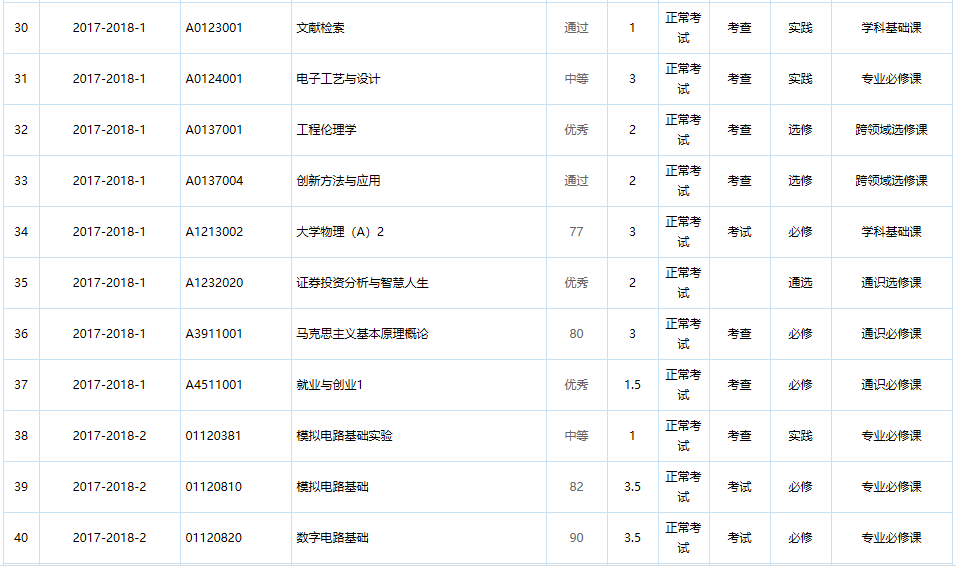 30 2017-2018-1 A0123001 文献检索 通过 1 正常考试 考查 实践 学科基础课
31 2017-2018-1 A0124001 电子工艺与设计 中等 3 正常考试 考查 实践 专业必修课
32 2017-2018-1 A0137001 工程伦理学 优秀 2 正常考试 考查 选修 跨领域选修课
33 2017-2018-1 A0137004 创新方法与应用 通过 2 正常考试 考查 选修 跨领域选修课
34 2017-2018-1 A1213002 大学物理（A）2 77 3 正常考试 考试 必修 学科基础课
35 2017-2018-1 A1232020 证券投资分析与智慧人生 优秀 2 正常考试 通选 通识选修课
36 2017-2018-1 A3911001 马克思主义基本原理概论 80 3 正常考试 考查 必修 通识必修课
37 2017-2018-1 A4511001 就业与创业1 优秀 1.5 正常考试 考查 必修 通识必修课
38 2017-2018-2 01120381 模拟电路基础实验 中等 1 正常考试 考查 实践 专业必修课
39 2017-2018-2 01120810 模拟电路基础 82 3.5 正常考试 考试 必修 专业必修课
40 2017-2018-2 01120820 数字电路基础 90 3.5 正常考试 考试 必修 专业必修课